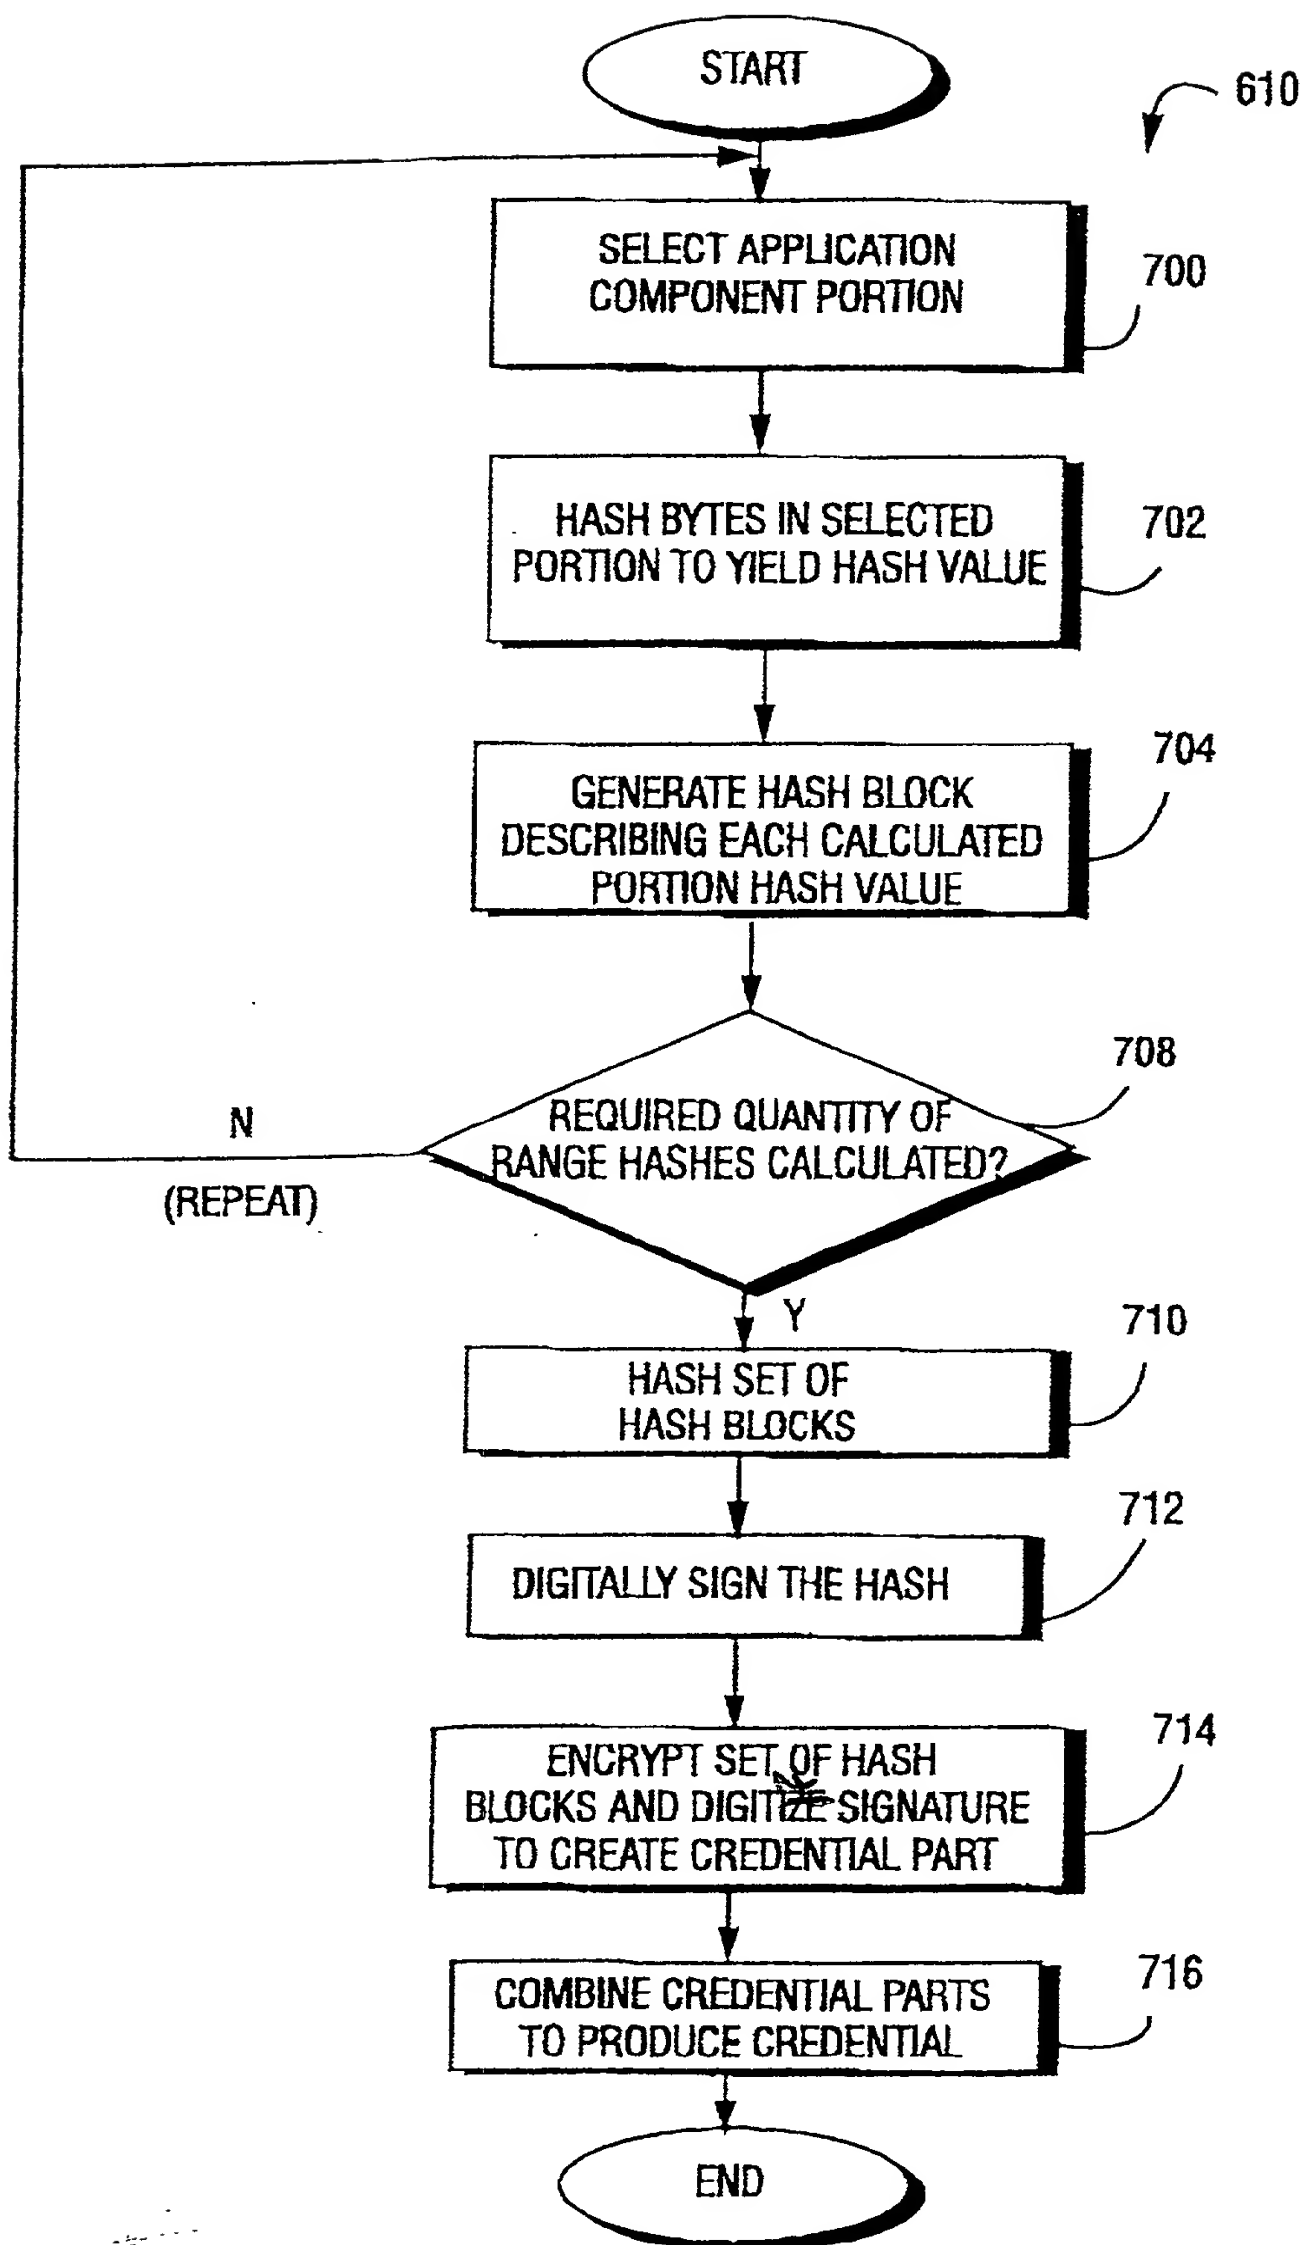 START
610
SELECT APPLICATION
COMPONENT PORTION
700
HASH BYTES IN SELECTED
PORTION TO YIELD HASH VALUE
702
704
GENERATE HASH BLOCK
DESCRIBING EACH CALCULATED
PORTION HASH VALUE
708
REQUIRED QUANTITY OF
RANGE HASHES CALCULATED?
N
(REPEAT)
Y
710
HASH SET OF
HASH BLOCKS
712
DIGITALLY SIGN THE HASH
714
ENCRYPT SET OF HASH
BLOCKS AND DIGITIZE SIGNATURE
TO CREATE CREDENTIAL PART
716
COMBINE CREDENTIAL PARTS
TO PRODUCE CREDENTIAL
END